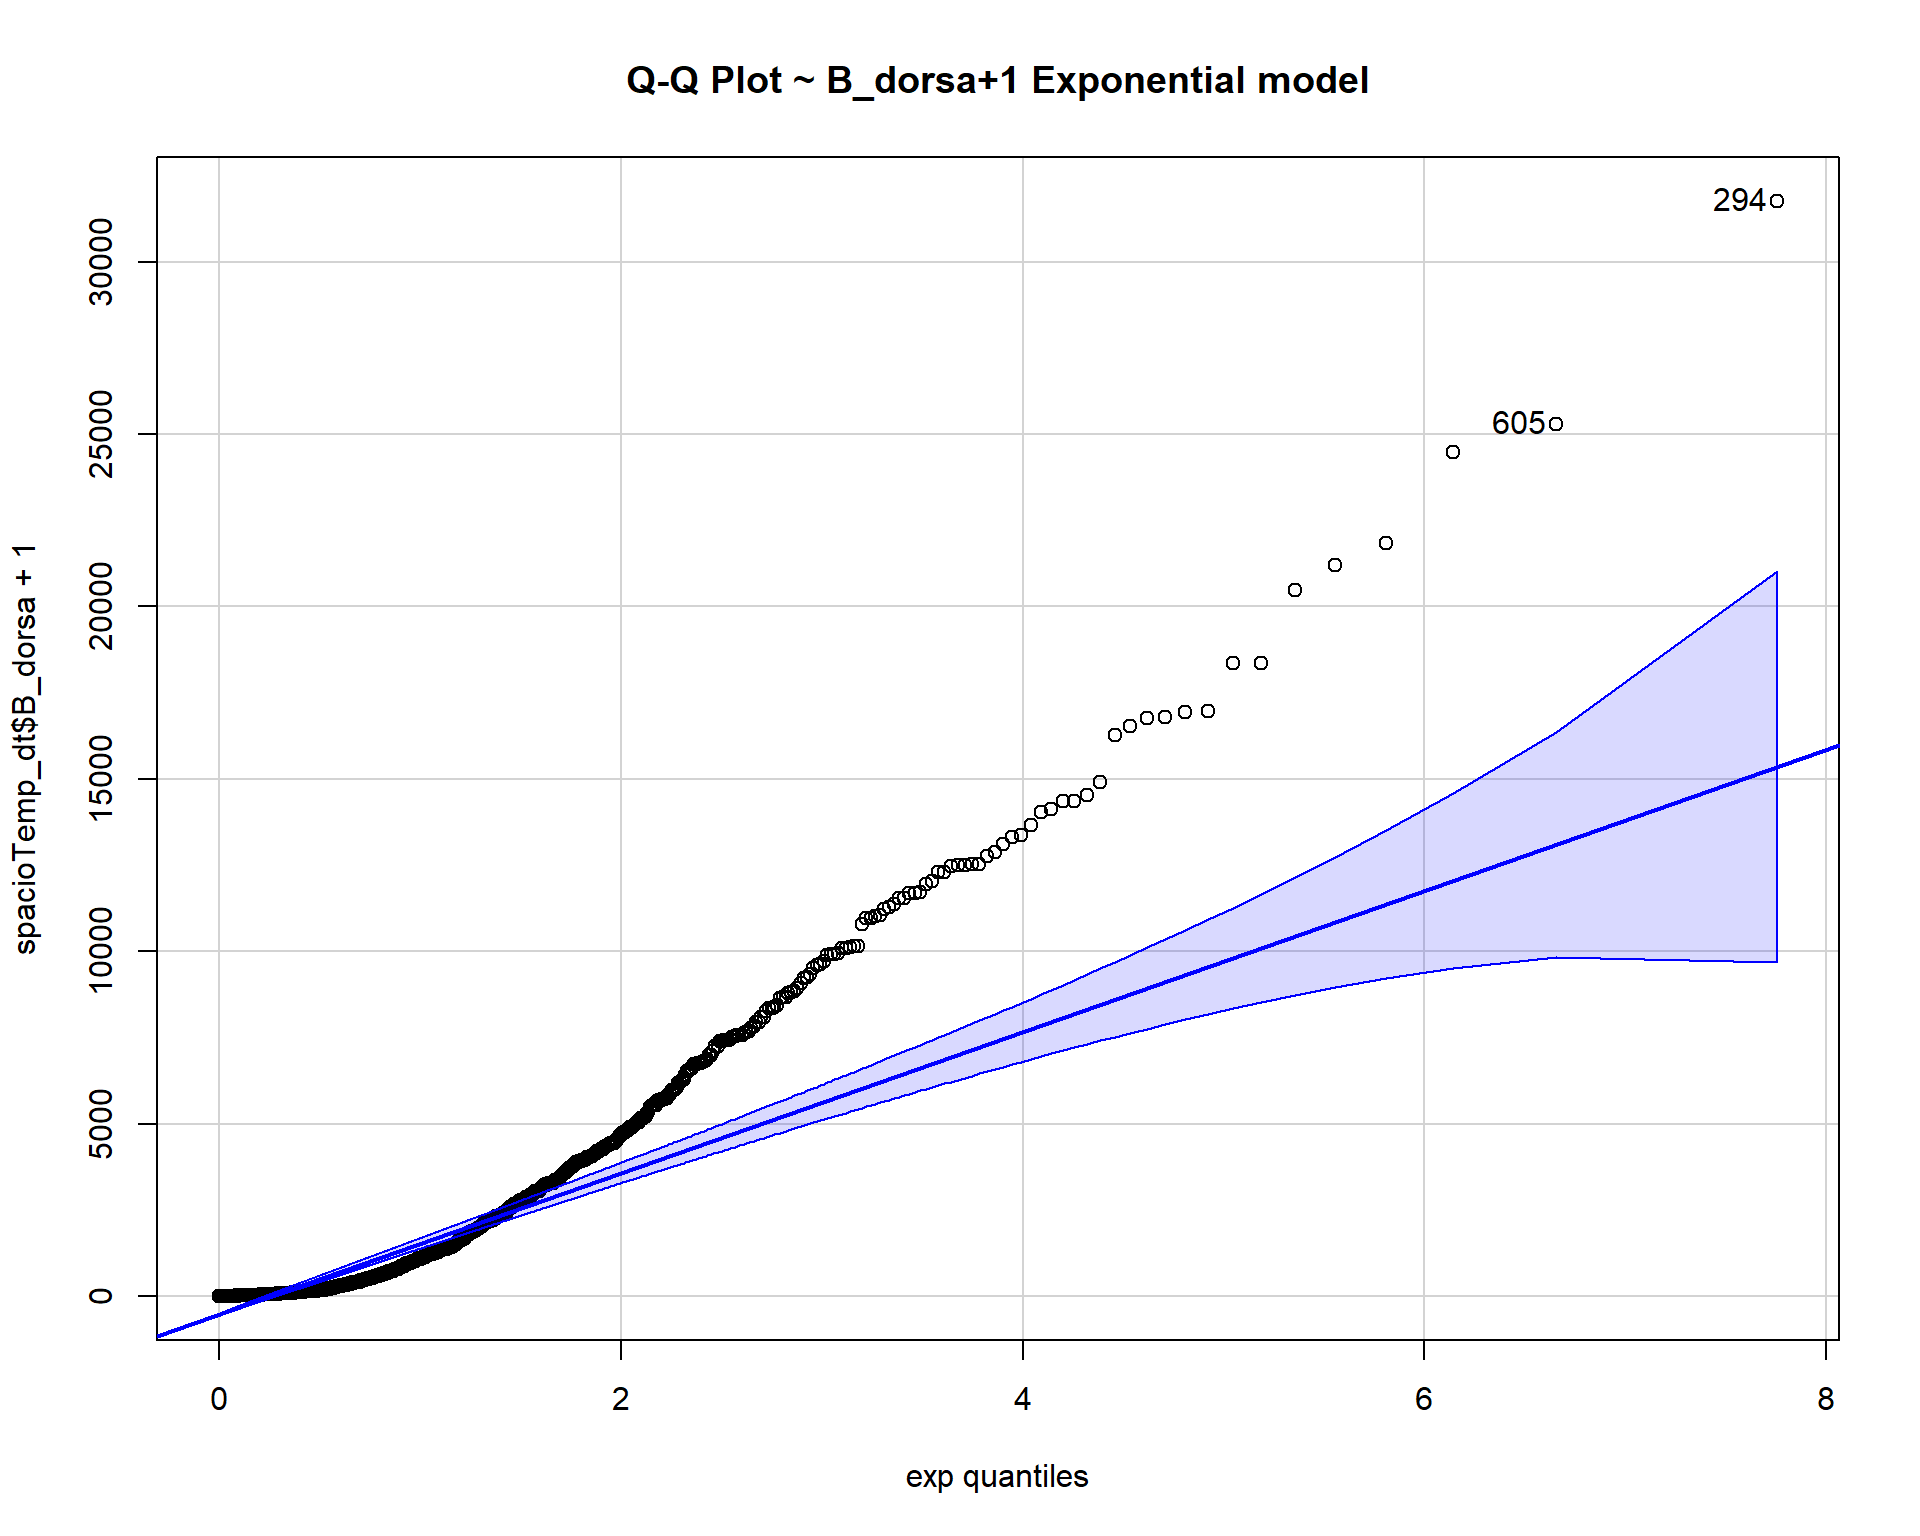 Q-Q Plot ~ B_dorsa+1 Exponential model
spacioTemp_dt$B_dorsa + 1
30000
25000
20000
15000
10000
5000
0
294
605
0 2 4 6 8
exp quantiles